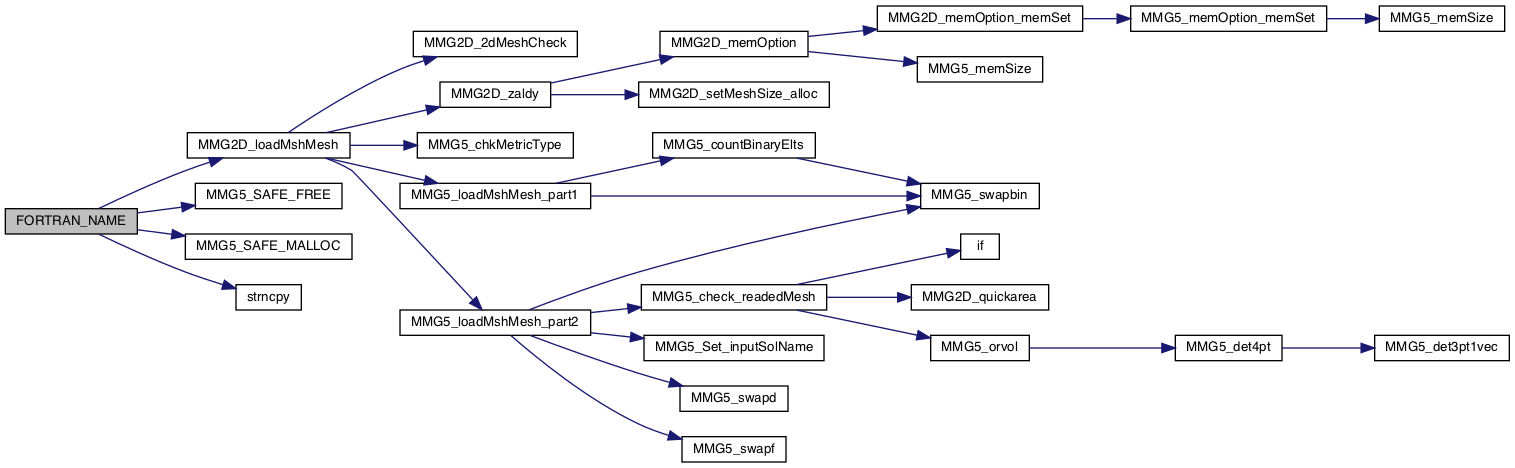 MMG2D_memOption_memSet
MMG5_memOption_memSet
MMG5_memSize
MMG2D_2dMeshCheck
MMG2D_memOption
MMG5_memSize
MMG2D_zaldy
MMG2D_setMeshSize_alloc
MMG2D_loadMshMesh
MMG5_chkMetricType
MMG5_countBinaryElts
MMG5_SAFE_FREE
MMG5_loadMshMesh_part1
MMG5_swapbin
FORTRAN_NAME
MMG5_SAFE_MALLOC
if
strncpy
MMG5_check_readedMesh
MMG2D_quickarea
MMG5_loadMshMesh_part2
MMG5_Set_inputSolName
MMG5_orvol
MMG5_det4pt
MMG5_det3pt1vec
MMG5_swapd
MMG5_swapf